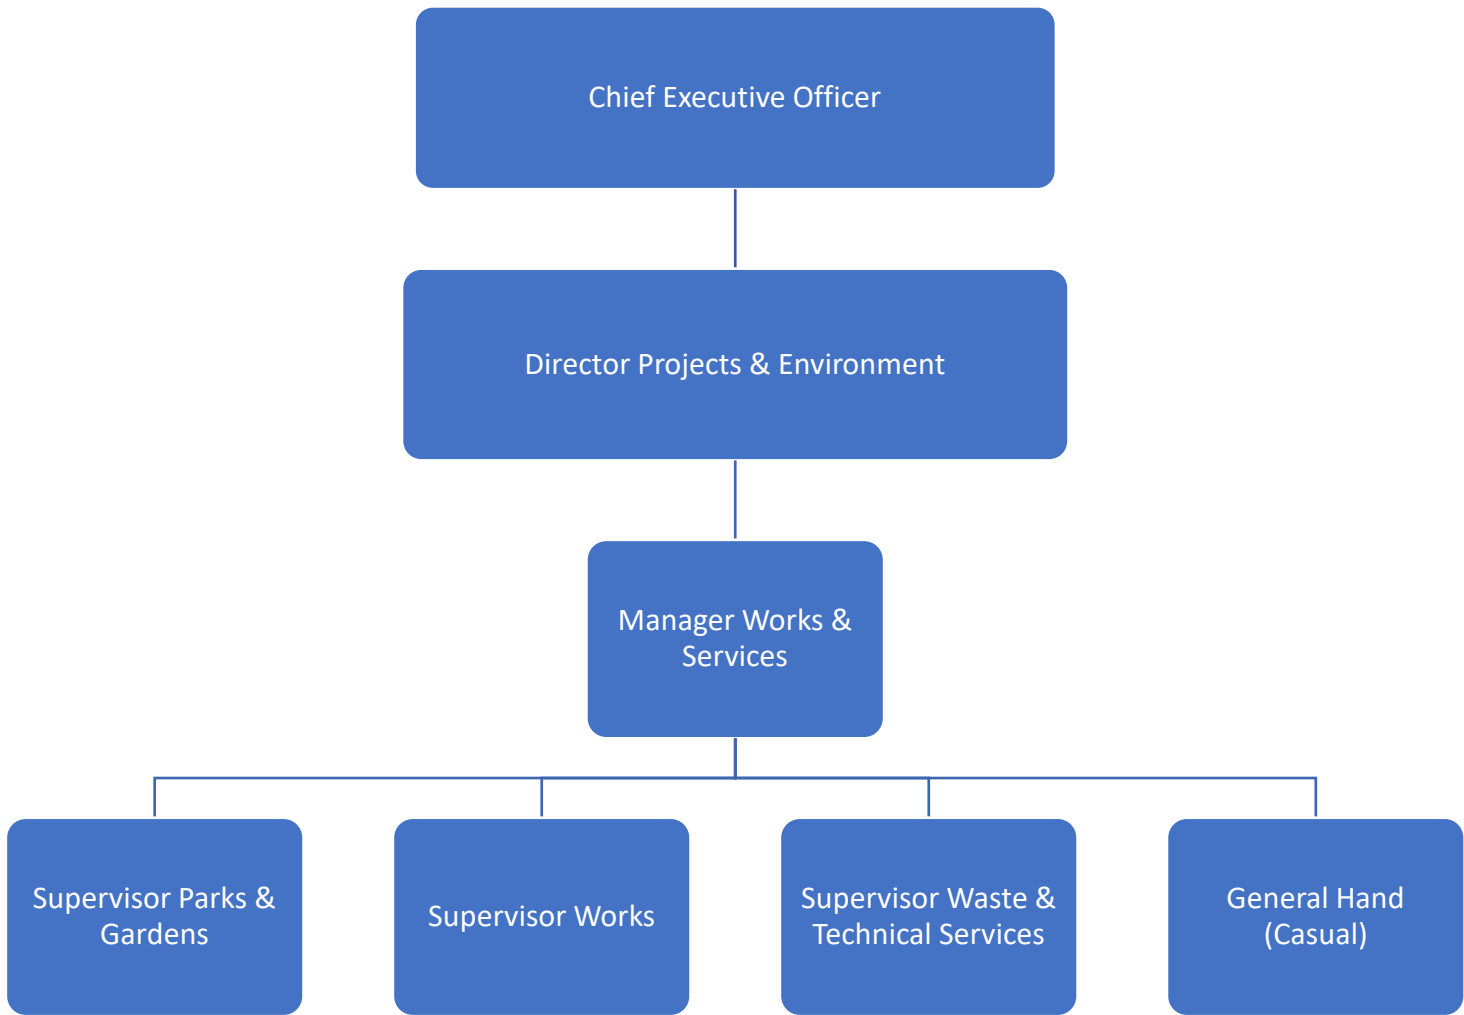 Chief Executive Officer
Director Projects & Environment
Manager Works &
Services
Supervisor Parks &
Gardens
Supervisor Works
Supervisor Waste &
Technical Services
General Hand
(Casual)